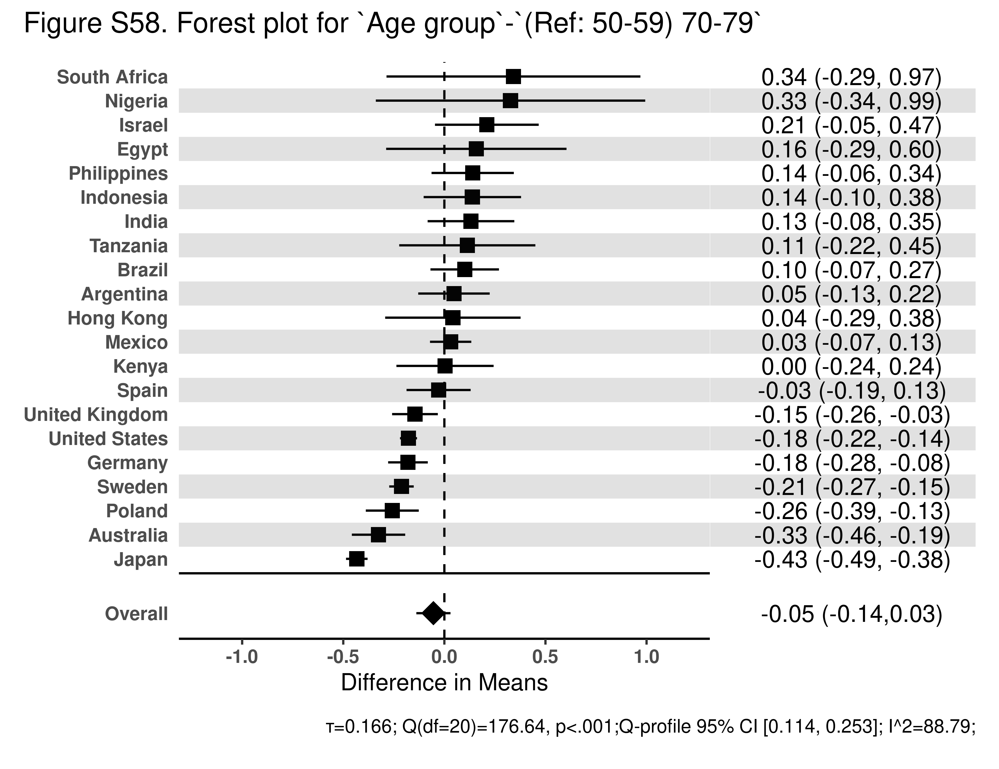 Figure S58. Forest plot for `Age group`-`(Ref: 50-59) 70-79`
South Africa 0.34 (-0.29, 0.97)
Nigeria 0.33 (-0.34, 0.99)
Israel 0.21 (-0.05, 0.47)
Egypt 0.16 (-0.29, 0.60)
Philippines 0.14 (-0.06, 0.34)
Indonesia 0.14 (-0.10, 0.38)
India 0.13 (-0.08, 0.35)
Tanzania 0.11 (-0.22, 0.45)
Brazil 0.10 (-0.07, 0.27)
Argentina 0.05 (-0.13, 0.22)
Hong Kong 0.04 (-0.29, 0.38)
Mexico 0.03 (-0.07, 0.13)
Kenya 0.00 (-0.24, 0.24)
Spain -0.03 (-0.19, 0.13)
United Kingdom -0.15 (-0.26, -0.03)
United States -0.18 (-0.22, -0.14)
Germany -0.18 (-0.28, -0.08)
Sweden -0.21 (-0.27, -0.15)
Poland -0.26 (-0.39, -0.13)
Australia -0.33 (-0.46, -0.19)
Japan -0.43 (-0.49, -0.38)
Overall -0.05 (-0.14,0.03)
-1.0 -0.5 0.0 0.5 1.0
Difference in Means
τ=0.166; Q(df=20)=176.64, p<.001;Q-profile 95% CI [0.114, 0.253]; I^2=88.79;